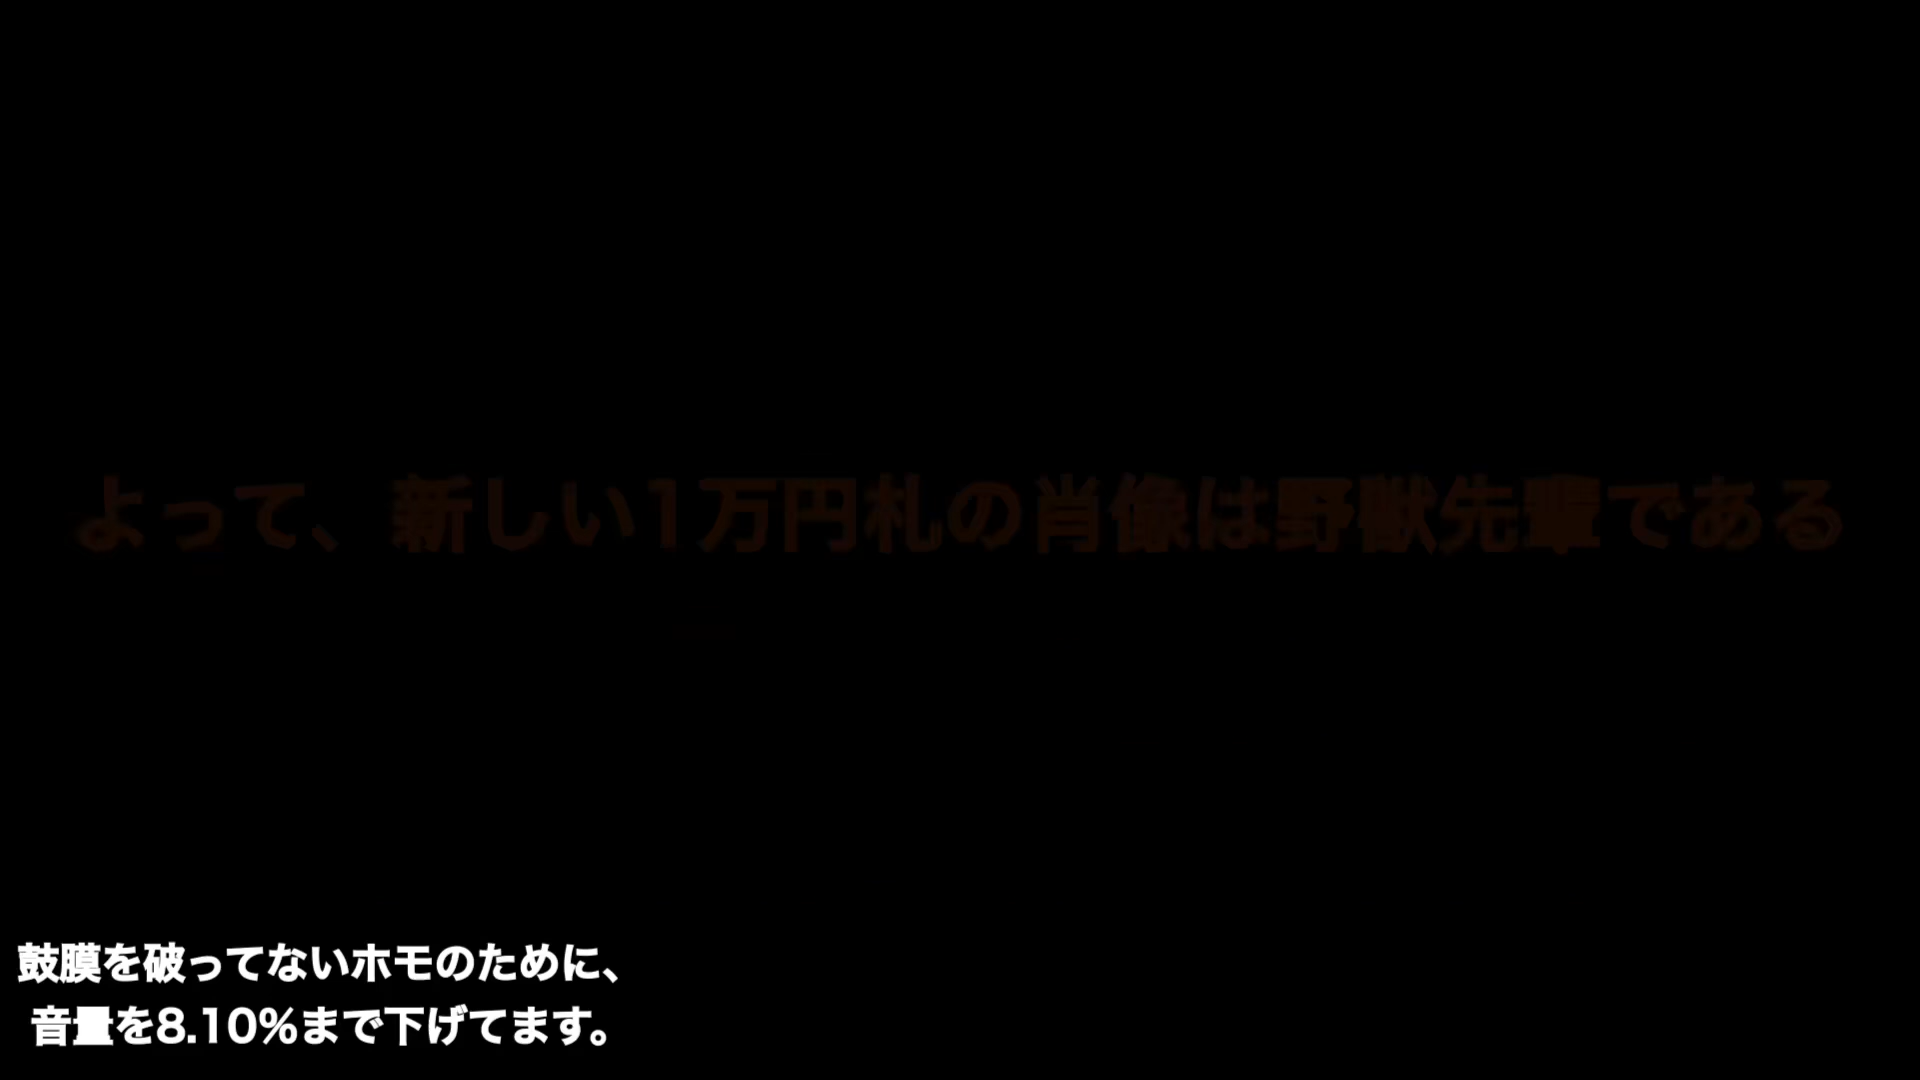 よって、新しい1万円札の肖像は野獣先輩である
鼓膜を破ってないホモのために、
音量を8.10%まで下げてます。